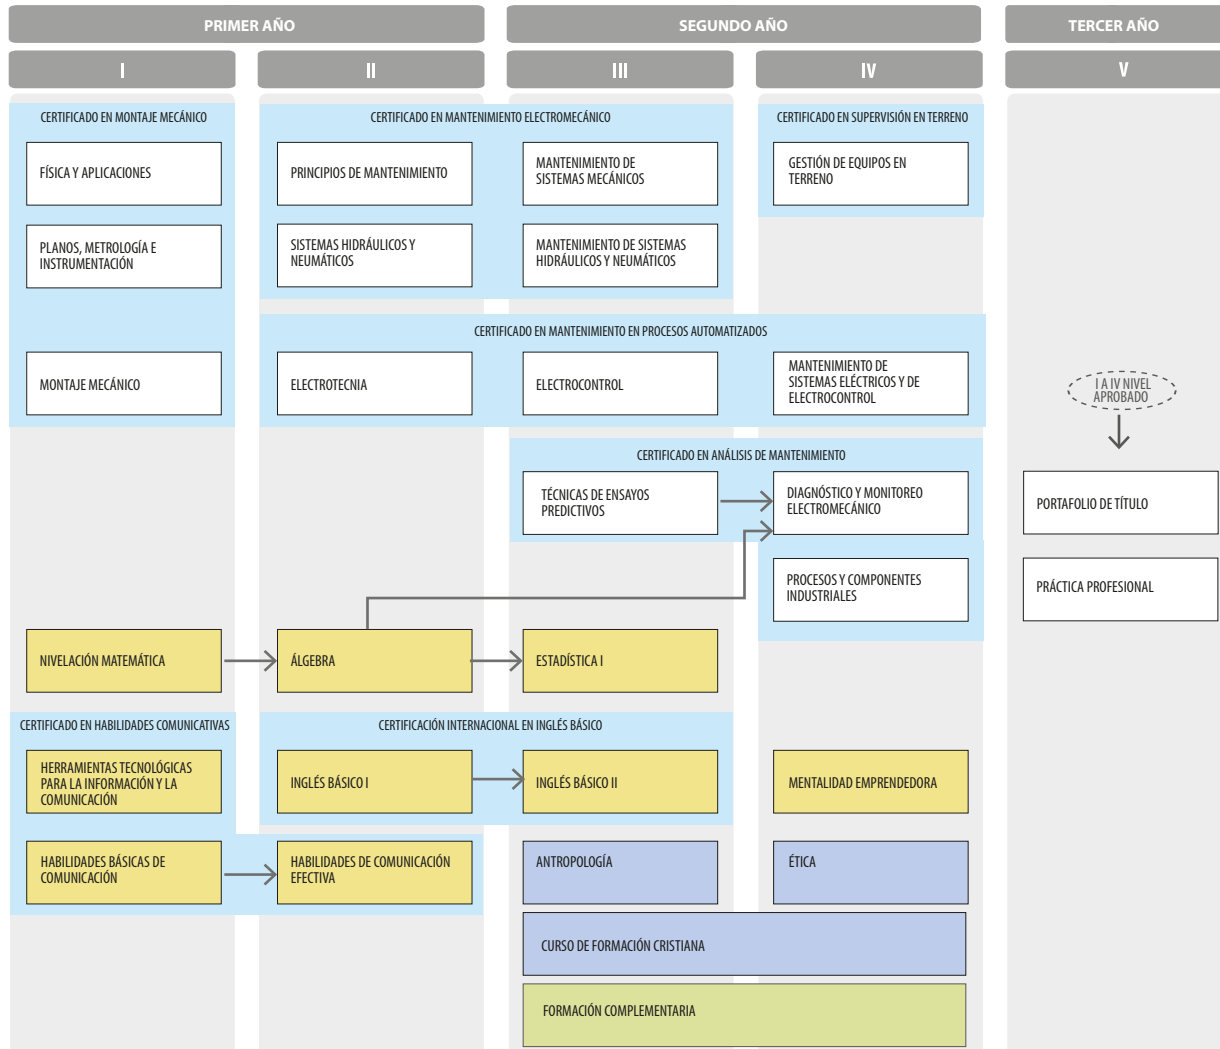 PRIMER AÑO
SEGUNDO AÑO
TERCER AÑO
I
II
III
IV
V
CERTIFICADO EN MONTAJE MECÁNICO
CERTIFICADO EN MANTENIMIENTO ELECTROMECÁNICO
CERTIFICADO EN SUPERVISIÓN EN TERRENO
FÍSICA Y APLICACIONES
PRINCIPIOS DE MANTENIMIENTO
MANTENIMIENTO DE
SISTEMAS MECÁNICOS
GESTIÓN DE EQUIPOS EN
TERRENO
PLANOS, METROLOGÍA E
INSTRUMENTACIÓN
SISTEMAS HIDRÁULICOS Y
NEUMÁTICOS
MANTENIMIENTO DE SISTEMAS
HIDRÁULICOS Y NEUMÁTICOS
CERTIFICADO EN MANTENIMIENTO EN PROCESOS AUTOMATIZADOS
MONTAJE MECÁNICO
ELECTROTECNIA
ELECTROCONTROL
MANTENIMIENTO DE
SISTEMAS ELÉCTRICOS Y DE
ELECTROCONTROL
I A IV NIVEL
APROBADO
CERTIFICADO EN ANÁLISIS DE MANTENIMIENTO
TÉCNICAS DE ENSAYOS
PREDICTIVOS
DIAGNÓSTICO Y MONITOREO
ELECTROMECÁNICO
PORTAFOLIO DE TÍTULO
PROCESOS Y COMPONENTES
INDUSTRIALES
PRÁCTICA PROFESIONAL
NIVELACIÓN MATEMÁTICA
ÁLGEBRA
ESTADÍSTICA I
CERTIFICADO EN HABILIDADES COMUNICATIVAS
CERTIFICACIÓN INTERNACIONAL EN INGLÉS BÁSICO
HERRAMIENTAS TECNOLÓGICAS
PARA LA INFORMACIÓN Y LA
COMUNICACIÓN
INGLÉS BÁSICO I
INGLÉS BÁSICO II
MENTALIDAD EMPRENDEDORA
HABILIDADES BÁSICAS DE
COMUNICACIÓN
HABILIDADES DE COMUNICACIÓN
EFECTIVA
ANTROPOLOGÍA
ÉTICA
CURSO DE FORMACIÓN CRISTIANA
FORMACIÓN COMPLEMENTARIA